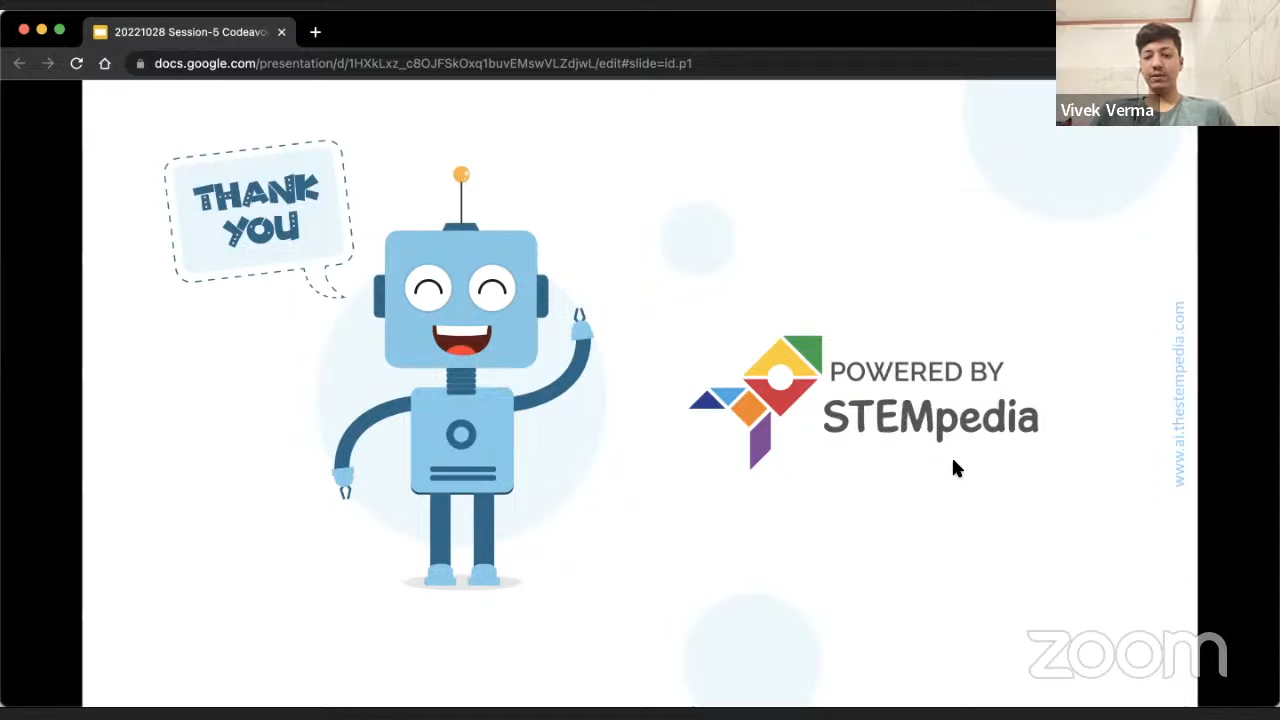 20221028 Session-5 Codeavo
docs.google.com/presentation/d/1HXkLxz_c8OJFSkOxq1buvEMswVLZdjwL/edit#slide=id.p1
Vivek Verma
THANK
YOU
POWERED BY
STEMpedia
www.ai.thestempedia.com
zoom